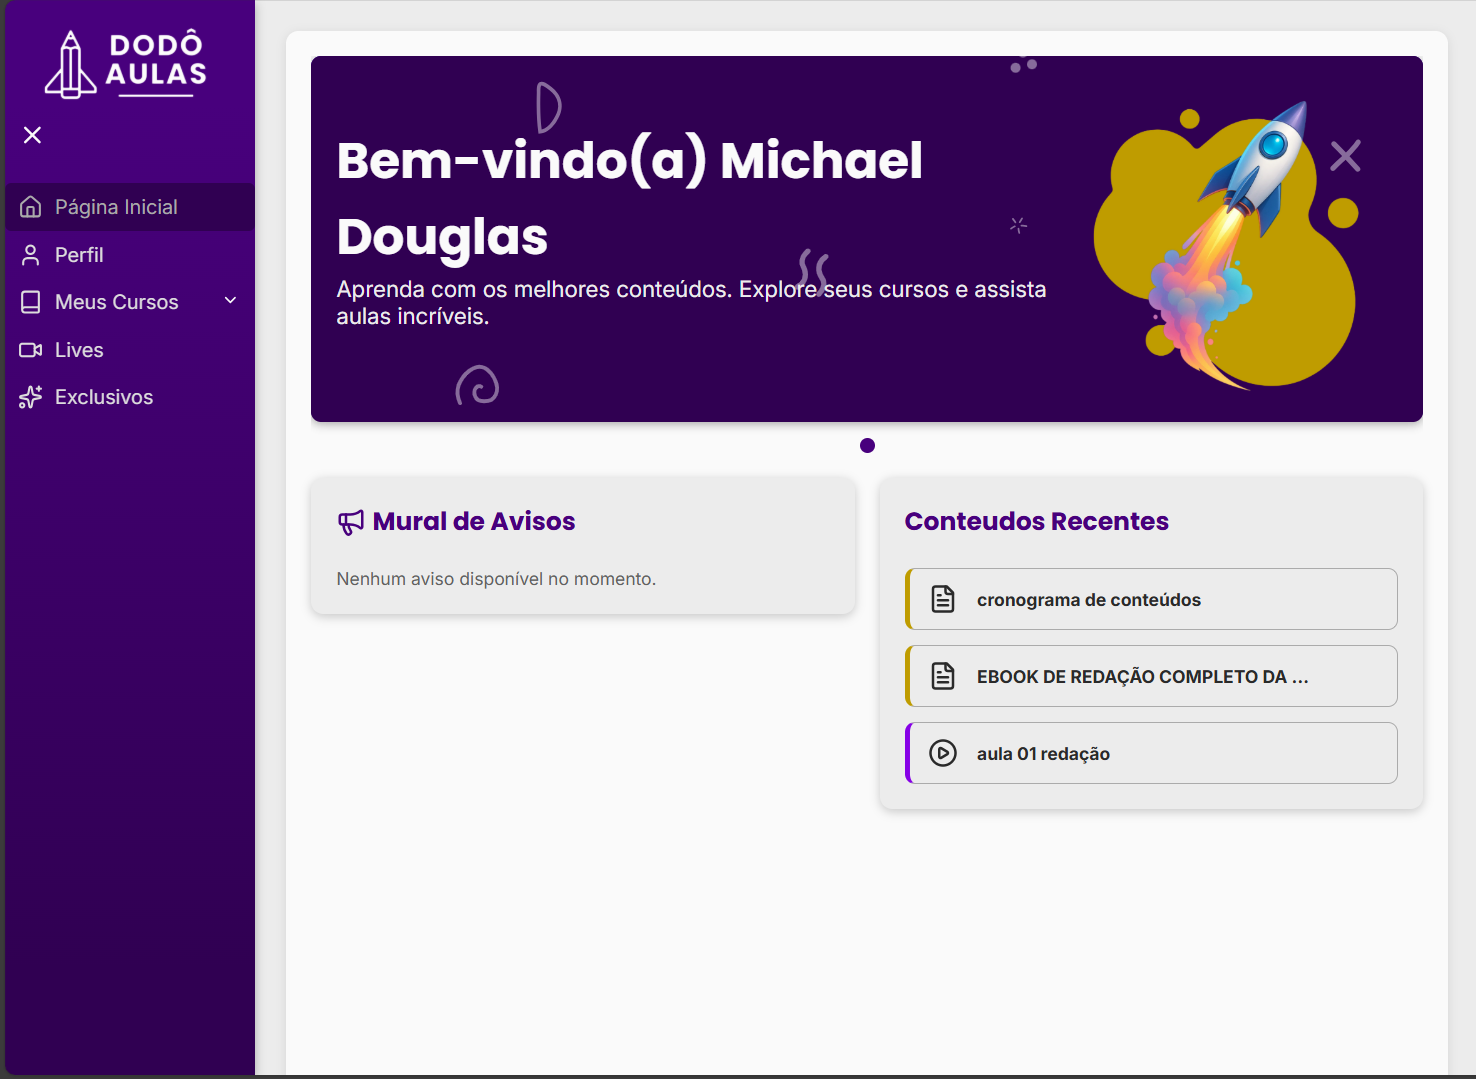 DODÔ
AULAS
Página Inicial
Perfil
Meus Cursos
Lives
Exclusivos
Bem-vindo(a) Michael
Douglas
Aprenda com os melhores conteúdos. Explore seus cursos e assista
aulas incríveis.
Mural de Avisos
Nenhum aviso disponível no momento.
Conteudos Recentes
cronograma de conteúdos
EBOOK DE REDAÇÃO COMPLETO DA ...
aula 01 redação